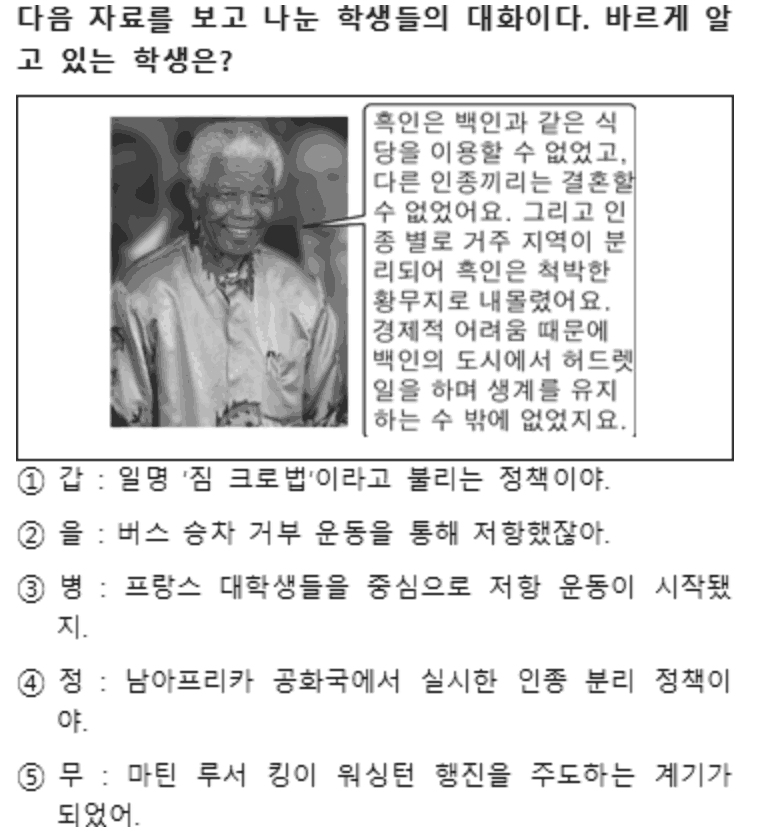 다음 자료를 보고 나눈 학생들의 대화이다. 바르게 알
고 있는 학생은?
흑인은 백인과 같은 식
당을 이용할 수 없었고,
다른 인종끼리는 결혼할
수 없었어요. 그리고 인
종 별로 거주 지역이 분
리되어 흑인은 척박한
황무지로 내몰렸어요.
경제적 어려움 때문에
백인의 도시에서 허드렛
일을 하며 생계를 유지
하는 수 밖에 없었지요.
① 갑 : 일명 '짐 크로법'이라고 불리는 정책이야.
② 을 : 버스 승차 거부 운동을 통해 저항했잖아.
③ 병 : 프랑스 대학생들을 중심으로 저항 운동이 시작됐
지.
④ 정 : 남아프리카 공화국에서 실시한 인종 분리 정책이
야.
⑤ 무 : 마틴 루서 킹이 워싱턴 행진을 주도하는 계기가
되었어.